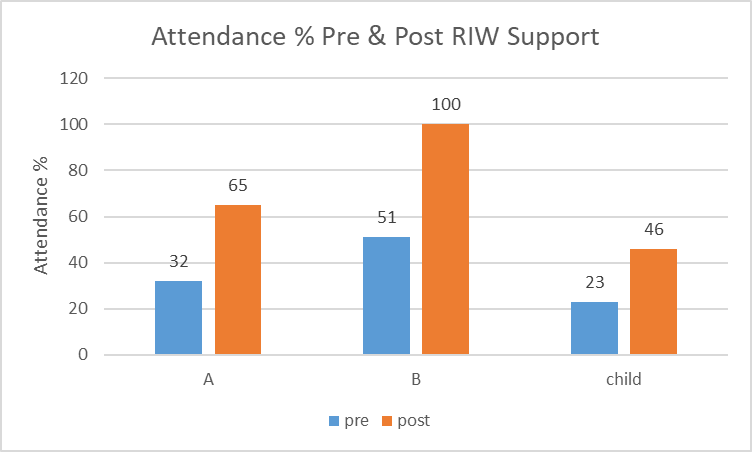 Attendance % Pre & Post RIW Support
Attendance %
120
100
80
60
40
20
0
32
65
51
100
23
46
A
B
child
pre
post